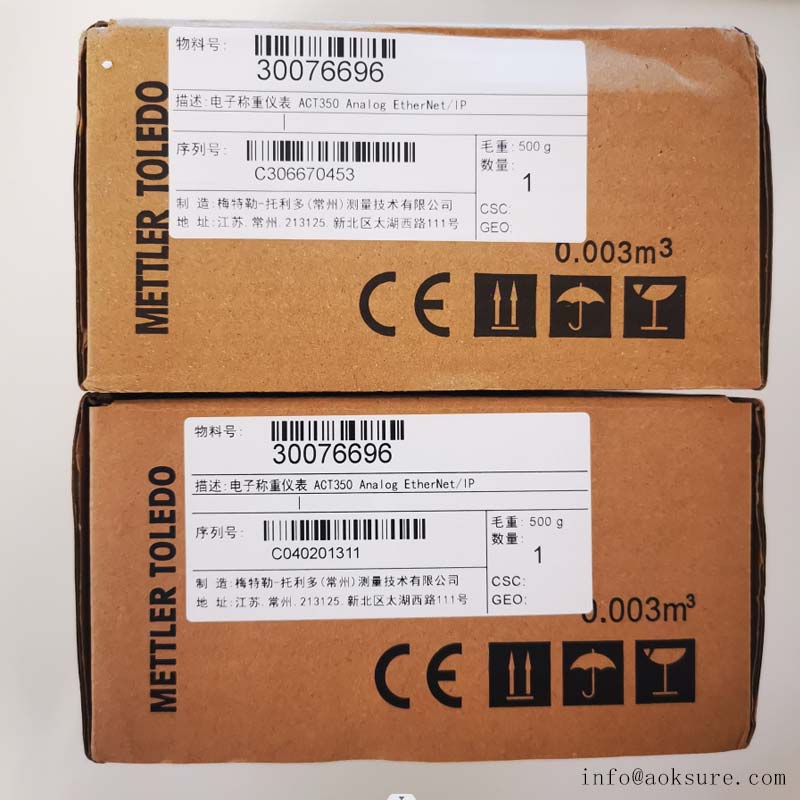 METTLER TOLEDO
物料号:
30076696
描述:电子称重仪表 ACT350 Analog EtherNet/IP
序列号:
C306670453
毛重: 500 g
数量:
1
制 造:梅特勒-托利多(常州)测量技术有限公司
地 址:江苏.常州.213125.新北区太湖西路111号
CSC:
GEO:
0.003m³
CE
METTLER TOLEDO
物料号:
30076696
描述:电子称重仪表 ACT350 Analog EtherNet/IP
序列号:
C040201311
毛重: 500 g
数量:
1
制 造:梅特勒-托利多(常州)测量技术有限公司
地 址:江苏.常州.213125.新北区太湖西路111号
CSC:
GEO:
0.003m³
CE
info@aoksure.com